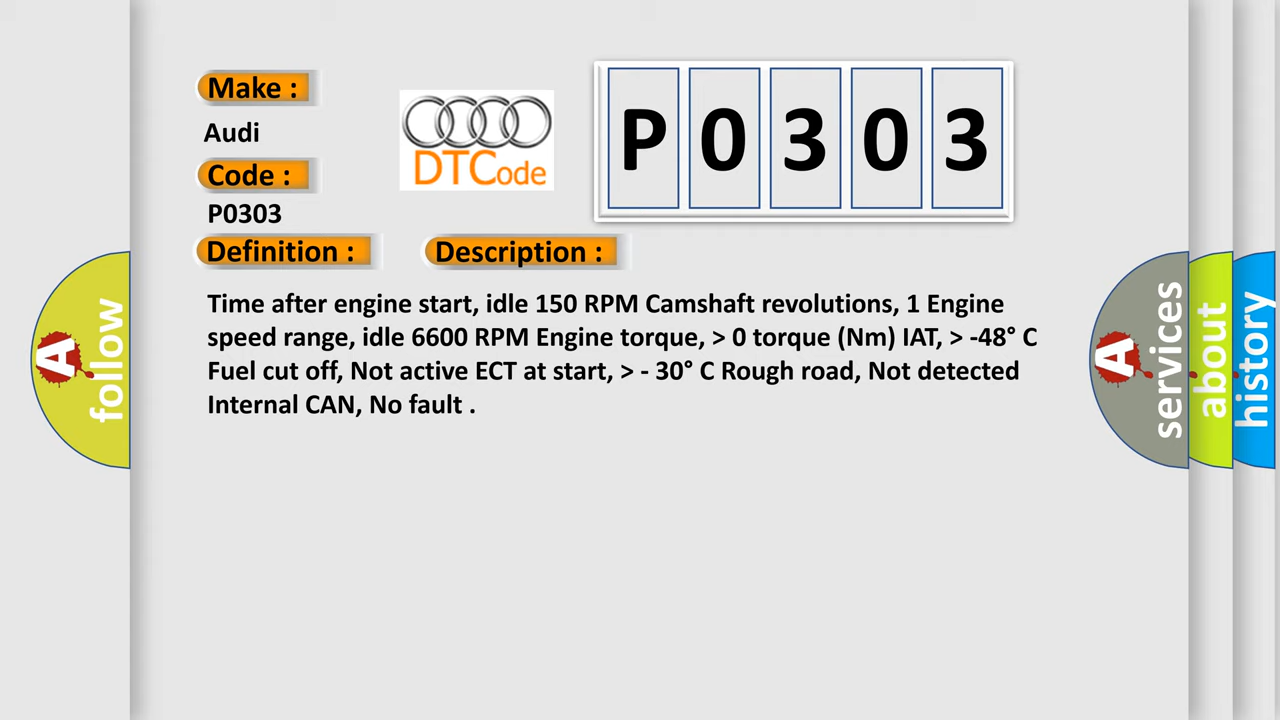 Make :
Audi
Code :
P0303
Definition :
Description :
DTCode
P0303
Time after engine start, idle 150 RPM Camshaft revolutions, 1 Engine
speed range, idle 6600 RPM Engine torque, > 0 torque (Nm) IAT, > -48° C
Fuel cut off, Not active ECT at start, > - 30° C Rough road, Not detected
Internal CAN, No fault .
A follow
A services
about
history